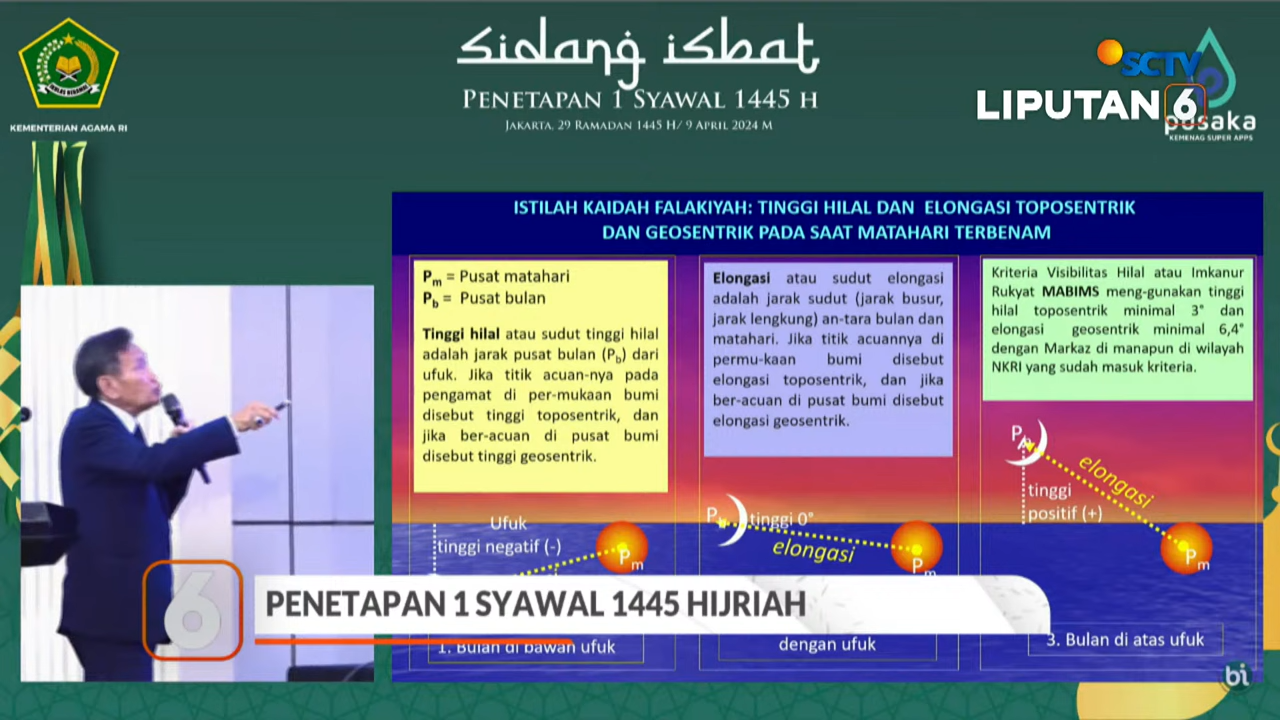 KEMENTERIAN AGAMA RI
sidang isbat
PENETAPAN 1 SYAWAL 1445 H
JAKARTA, 29 RAMADAN 1445 H/ 9 APRIL 2024 M
SCTV
LIPUTAN 6
pusaka
KEMENAG SUPER APPS
ISTILAH KAIDAH FALAKIYAH: TINGGI HILAL DAN ELONGASI TOPOSENTRIK
DAN GEOSENTRIK PADA SAAT MATAHARI TERBENAM
Pm = Pusat matahari
Pb = Pusat bulan
Tinggi hilal atau sudut tinggi hilal
adalah jarak pusat bulan (Pb) dari
ufuk. Jika titik acuan-nya pada
pengamat di per-mukaan bumi
disebut tinggi toposentrik, dan
jika ber-acuan di pusat bumi
disebut tinggi geosentrik.
Ufuk
tinggi negatif (-)
Pm
1. Bulan di bawah ufuk
Elongasi atau sudut elongasi
adalah jarak sudut (jarak busur,
jarak lengkung) an-tara bulan dan
matahari. Jika titik acuannya di
permu-kaan bumi disebut
elongasi toposentrik, dan jika
ber-acuan di pusat bumi disebut
elongasi geosentrik.
P
tinggi 0°
elongasi
Pm
dengan ufuk
Kriteria Visibilitas Hilal atau Imkanur
Rukyat MABIMS meng-gunakan tinggi
hilal toposentrik minimal 3° dan
elongasi geosentrik minimal 6,4°
dengan Markaz di manapun di wilayah
NKRI yang sudah masuk kriteria.
Pb
elongasi
tinggi
positif (+)
Pm
3. Bulan di atas ufuk
6
PENETAPAN 1 SYAWAL 1445 HIJRIAH
bi